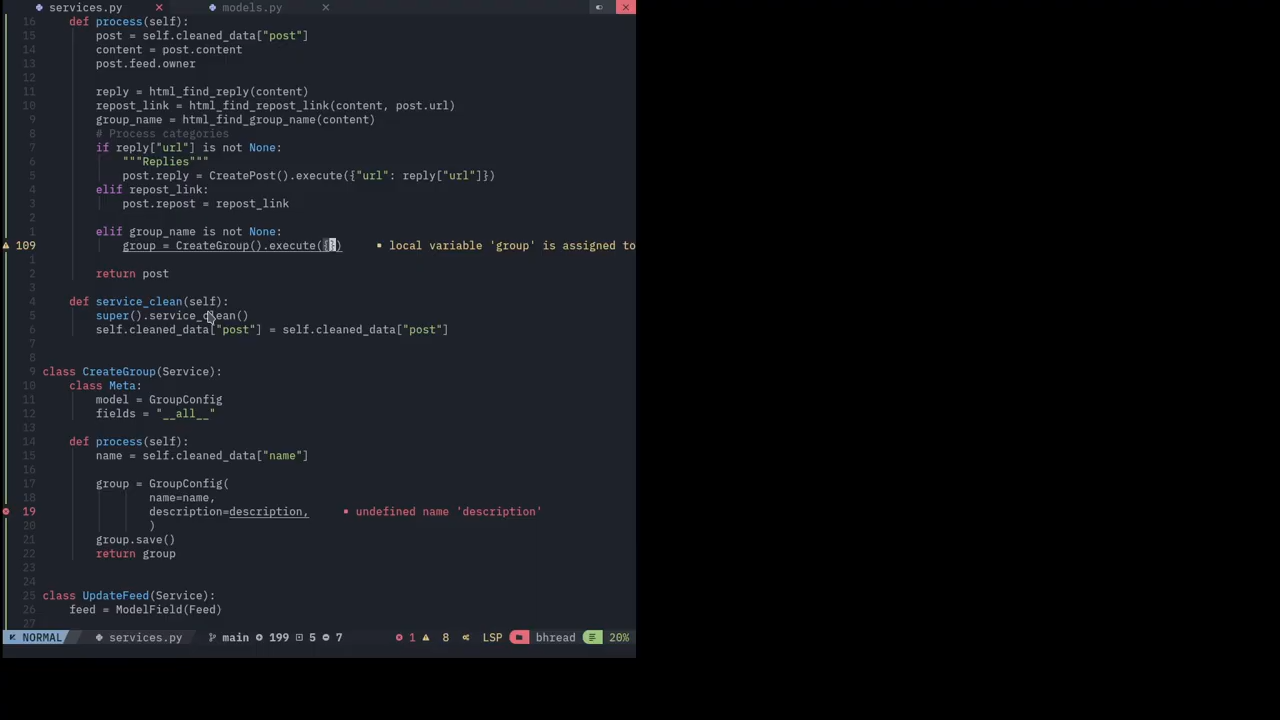 services.py models.py
16 def process(self):
15 post = self.cleaned_data["post"]
14 content = post.content
13 post.feed.owner
12
11 reply = html_find_reply(content)
10 repost_link = html_find_repost_link(content, post.url)
9 group_name = html_find_group_name(content)
8 # Process categories
7 if reply["url"] is not None:
6 """Replies"""
5 post.reply = CreatePost().execute({"url": reply["url"]})
4 elif repost_link:
3 post.repost = repost_link
2
1 elif group_name is not None:
109 group = CreateGroup().execute({}) ▪ local variable 'group' is assigned to
1
2 return post
3
4 def service_clean(self):
5 super().service_clean()
6 self.cleaned_data["post"] = self.cleaned_data["post"]
7
8
9 class CreateGroup(Service):
10 class Meta:
11 model = GroupConfig
12 fields = "__all__"
13
14 def process(self):
15 name = self.cleaned_data["name"]
16
17 group = GroupConfig(
18 name=name,
19 description=description, ▪ undefined name 'description'
20 )
21 group.save()
22 return group
23
24
25 class UpdateFeed(Service):
26 feed = ModelField(Feed)
27
NORMAL services.py main 199 5 7 1 8 LSP bhread 20%